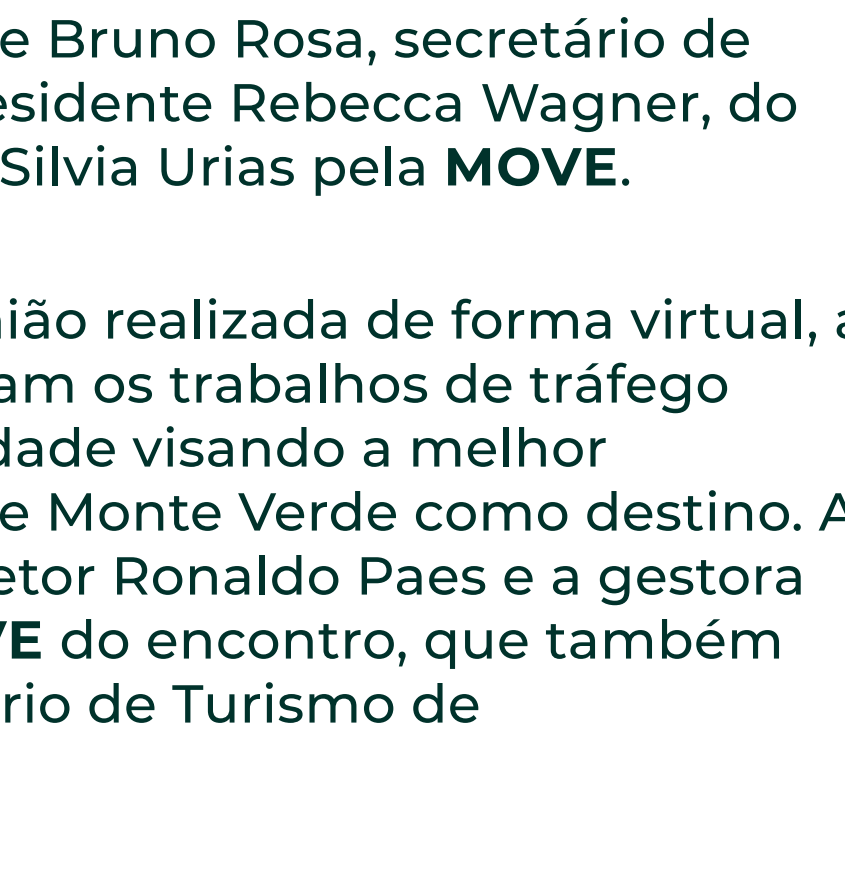 e Bruno Rosa, secretário de
esidente Rebecca Wagner, do
Silvia Urias pela MOVE.
nião realizada de forma virtual, a
am os trabalhos de tráfego
dade visando a melhor
e Monte Verde como destino. A
etor Ronaldo Paes e a gestora
VE do encontro, que também
rio de Turismo de